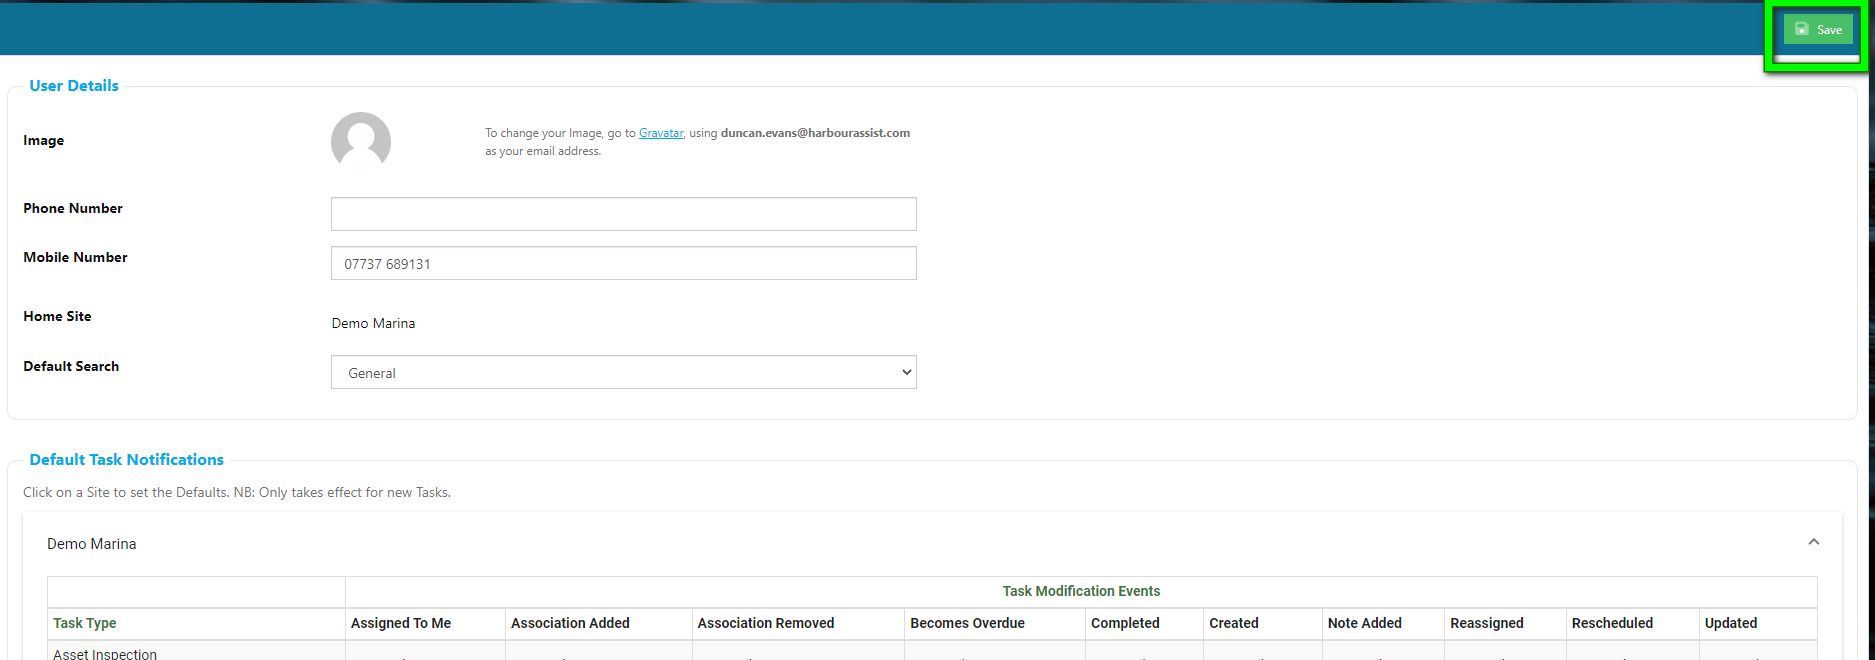 Save
User Details
Image
To change your Image, go to Gravatar, using duncan.evans@harbourassist.com
as your email address.
Phone Number
Mobile Number
07737 689131
Home Site
Demo Marina
Default Search
General
Default Task Notifications
Click on a Site to set the Defaults. NB: Only takes effect for new Tasks.
Demo Marina
Task Modification Events
Task Type Assigned To Me Association Added Association Removed Becomes Overdue Completed Created Note Added Reassigned Rescheduled Updated
Asset Inspection